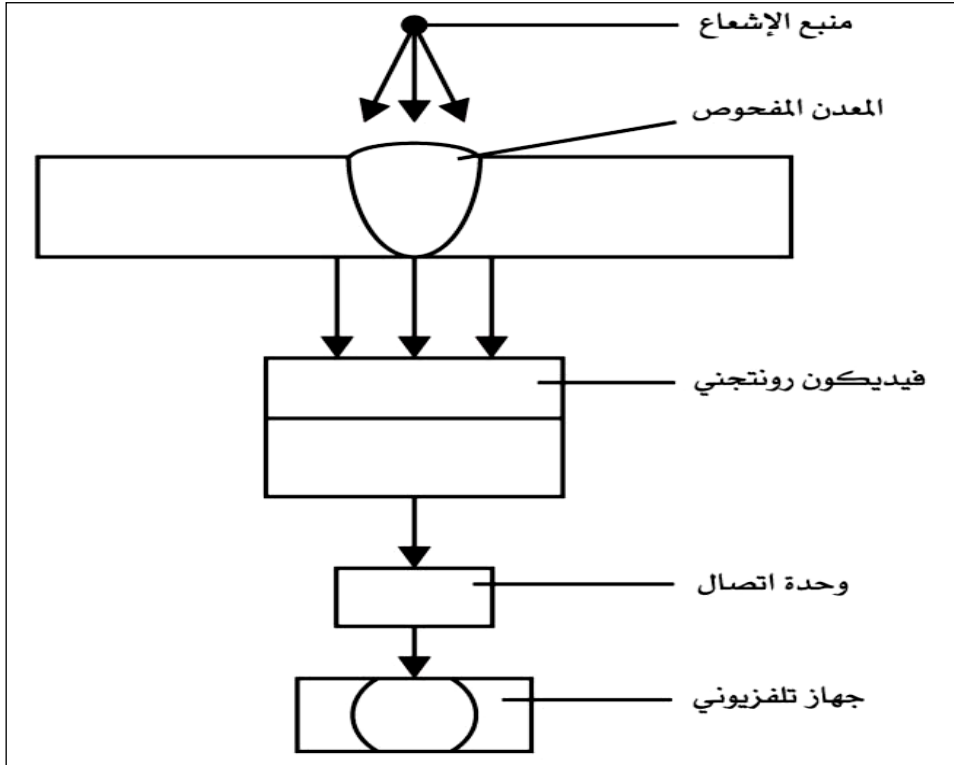 منبع الإشعاع
المعدن المفحوص
فيديكون رونتجني
وحدة اتصال
جهاز تلفزيوني